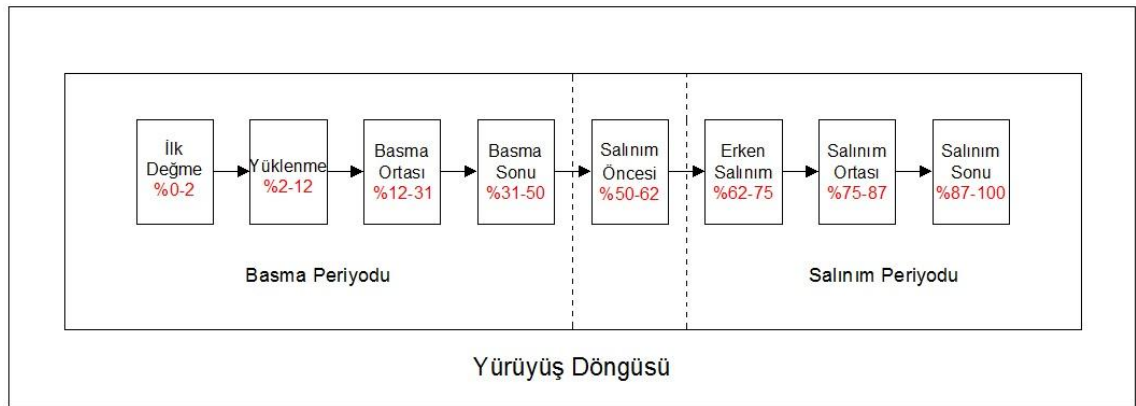 İlk
Değme
%0-2
Yüklenme
%2-12
Basma
Ortası
%12-31
Basma
Sonu
%31-50
Salınım
Öncesi
%50-62
Erken
Salınım
%62-75
Salınım
Ortası
%75-87
Salınım
Sonu
%87-100
Basma Periyodu
Salınım Periyodu
Yürüyüş Döngüsü